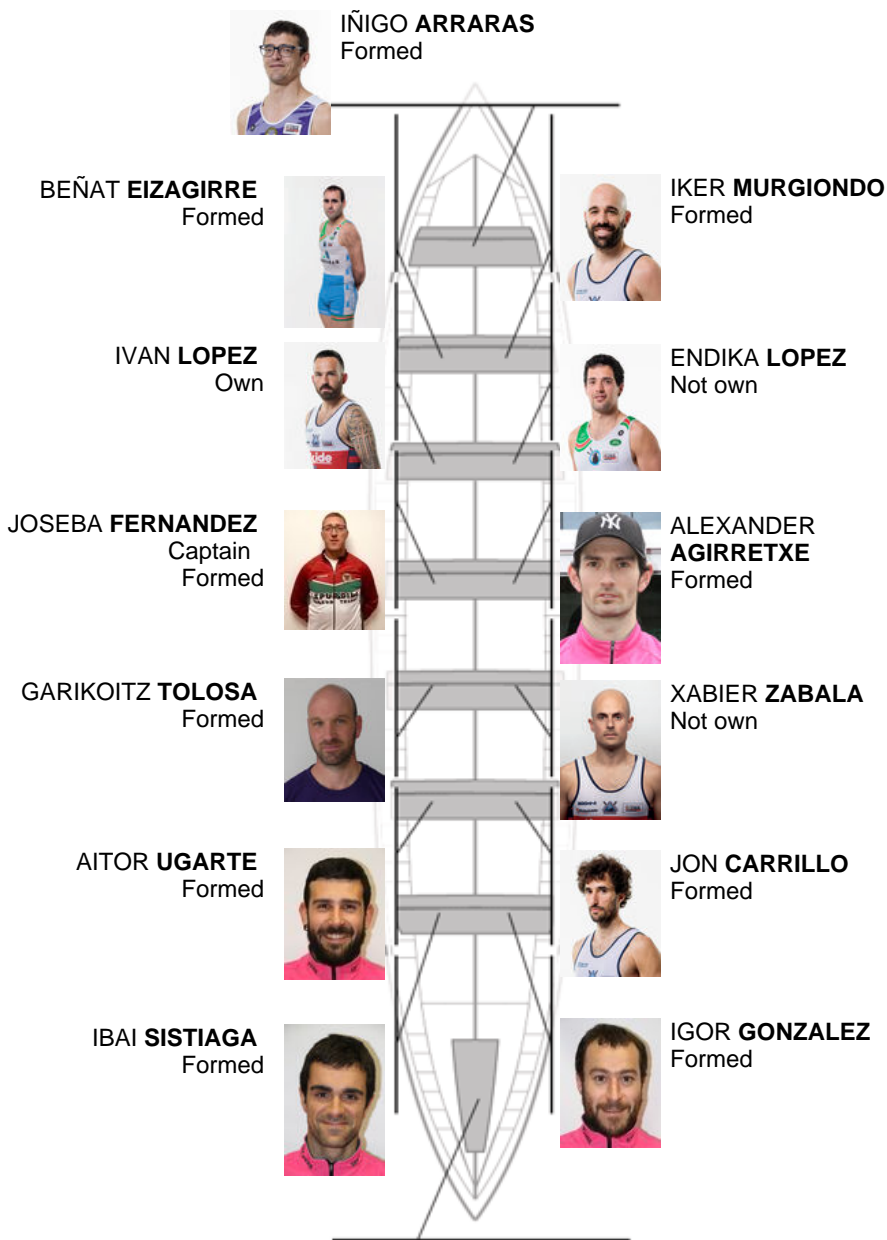 IÑIGO ARRARAS
Formed
BEÑAT EIZAGIRRE
Formed
IKER MURGIONDO
Formed
IVAN LOPEZ
Own
ENDIKA LOPEZ
Not own
JOSEBA FERNANDEZ
Captain
Formed
ALEXANDER
AGIRRETXE
Formed
GARIKOITZ TOLOSA
Formed
XABIER ZABALA
Not own
AITOR UGARTE
Formed
JON CARRILLO
Formed
IBAI SISTIAGA
Formed
IGOR GONZALEZ
Formed